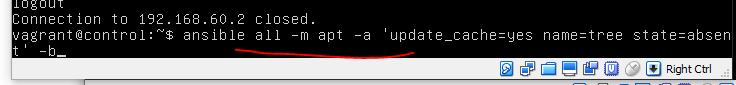 logout
Connection to 192.168.60.2 closed.
vagrant@control:~$ ansible all -m apt -a 'update_cache=yes name=tree state=absen
t' -b_
Right Ctrl